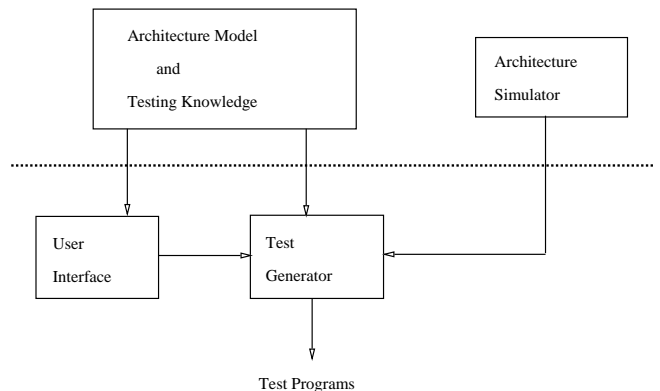 Architecture Model
and
Testing Knowledge
Architecture
Simulator
User
Interface
Test
Generator
Test Programs